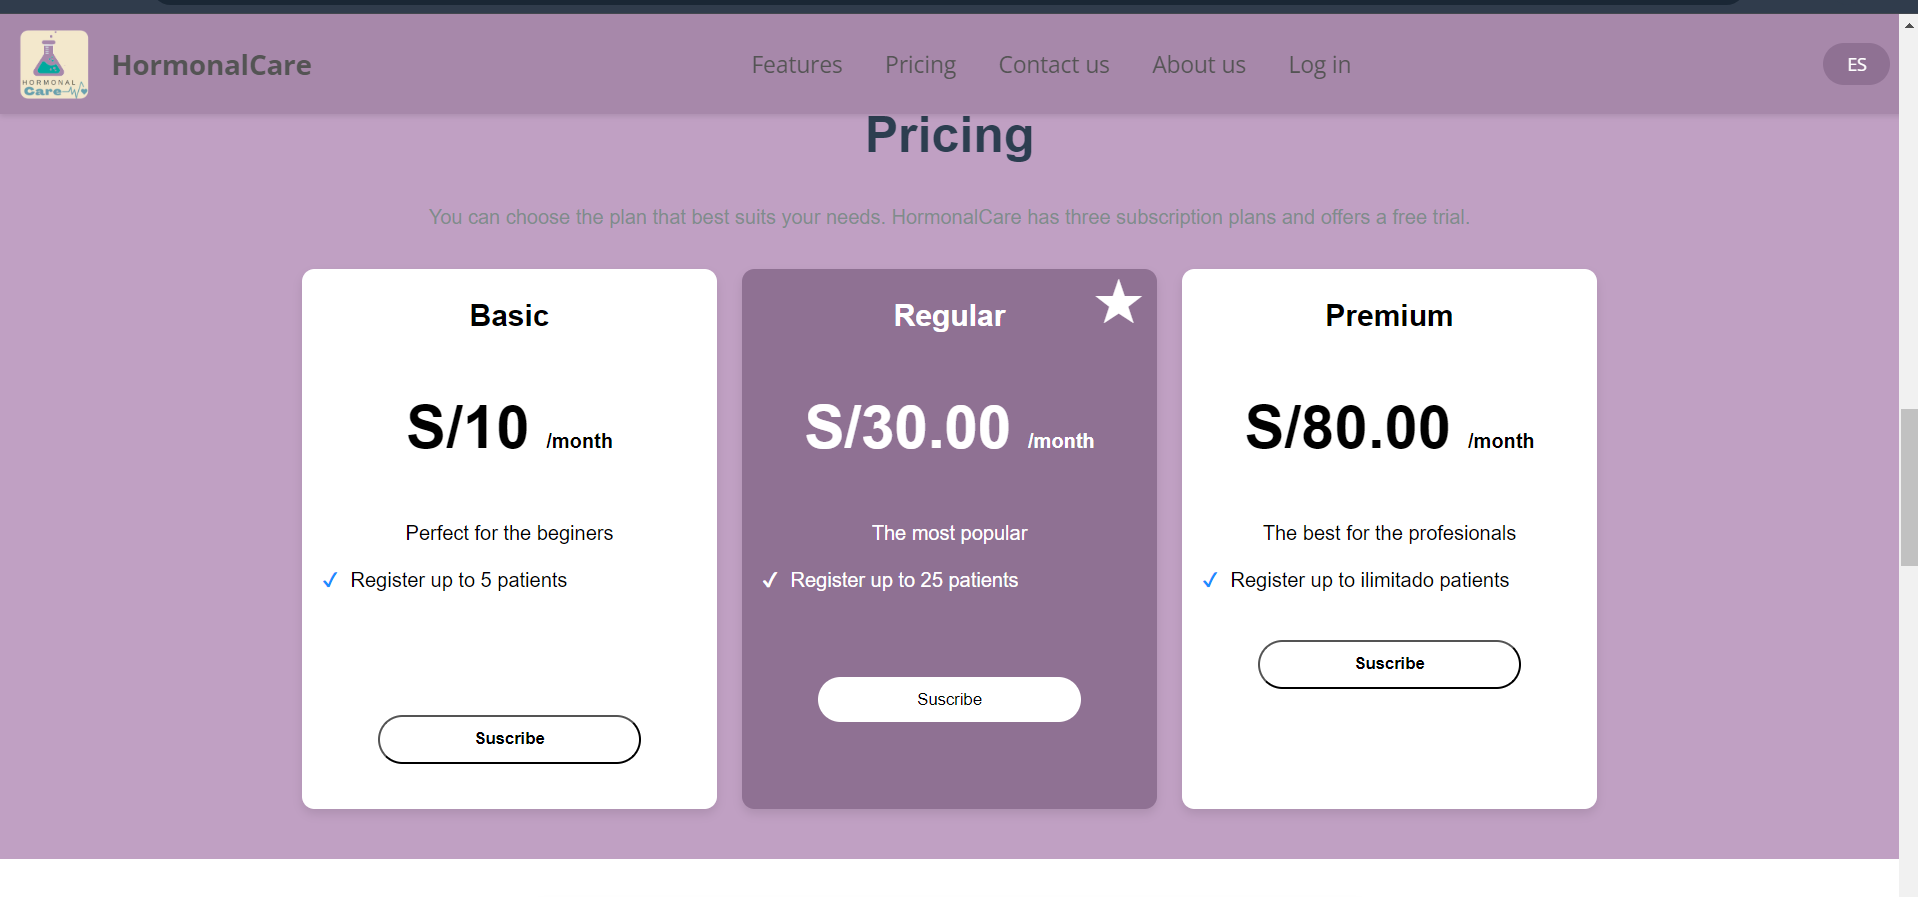 HORMONAL
Care
HormonalCare
Features
Pricing
Contact us
About us
Log in
ES
Pricing
You can choose the plan that best suits your needs. HormonalCare has three subscription plans and offers a free trial.
Basic
S/10 /month
Perfect for the beginers
✓ Register up to 5 patients
Suscribe
Regular
S/30.00 /month
The most popular
✓ Register up to 25 patients
Suscribe
Premium
S/80.00 /month
The best for the profesionals
✓ Register up to ilimitado patients
Suscribe